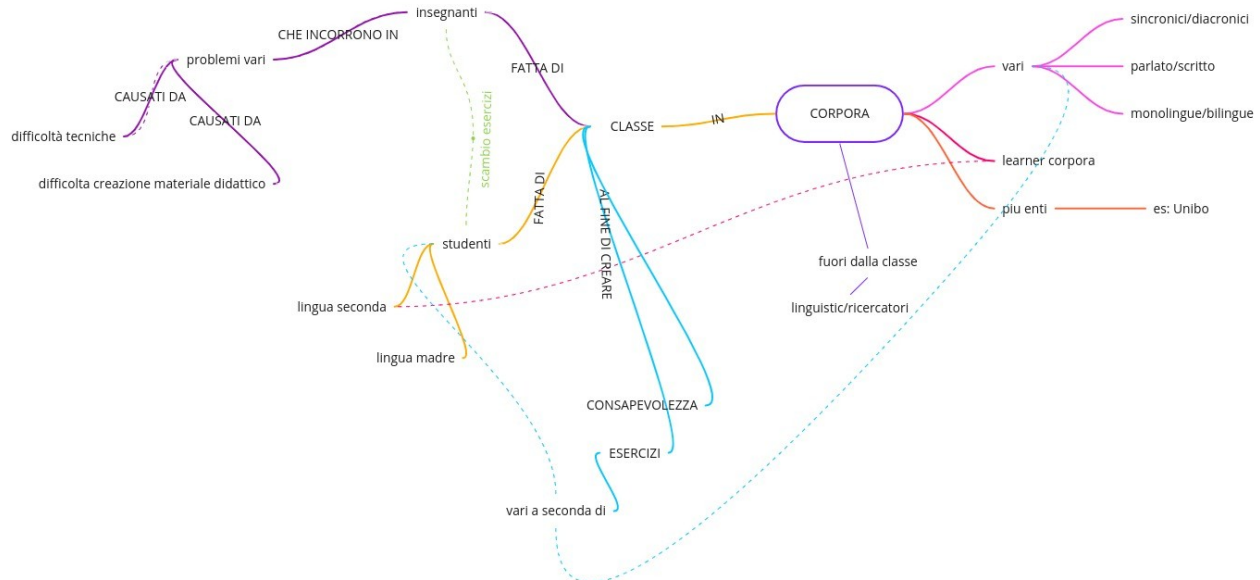 insegnanti
CHE INCORRONO IN
problemi vari
CAUSATI DA
CAUSATI DA
difficoltà tecniche
difficolta creazione materiale didattico
scambio esercizi
FATTA DI
CLASSE
FATTA DI
studenti
lingua seconda
lingua madre
AL FINE DI CREARE
CONSAPEVOLEZZA
ESERCIZI
vari a seconda di
IN
CORPORA
fuori dalla classe
linguistic/ricercatori
vari
sincronici/diacronici
parlato/scritto
monolingue/bilingue
learner corpora
piu enti
es: Unibo